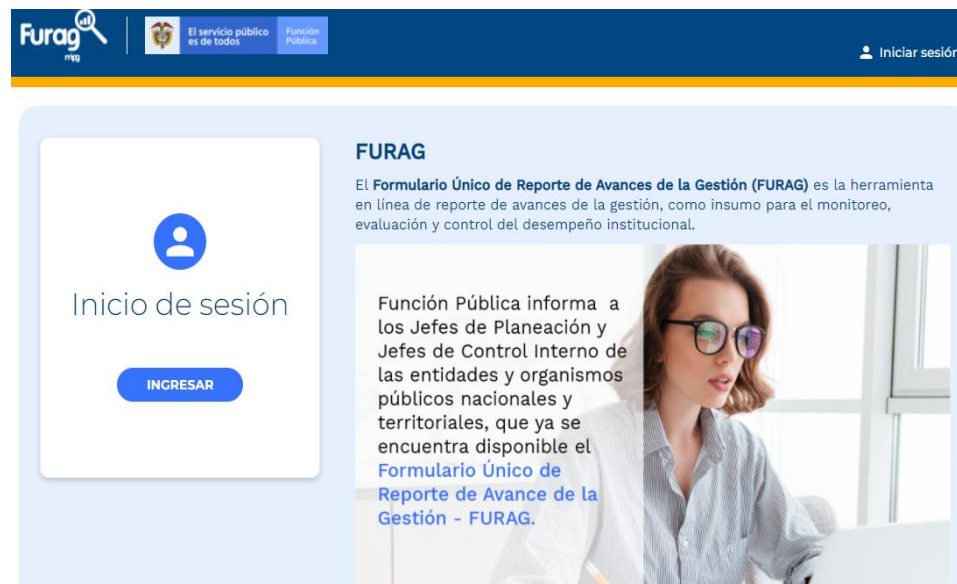 Furag
mipg
El servicio público
es de todos
Función
Pública
Iniciar sesión
Inicio de sesión
INGRESAR
FURAG
El Formulario Único de Reporte de Avances de la Gestión (FURAG) es la herramienta
en línea de reporte de avances de la gestión, como insumo para el monitoreo,
evaluación y control del desempeño institucional.
Función Pública informa a
los Jefes de Planeación y
Jefes de Control Interno de
las entidades y organismos
públicos nacionales y
territoriales, que ya se
encuentra disponible el
Formulario Único de
Reporte de Avance de la
Gestión - FURAG.